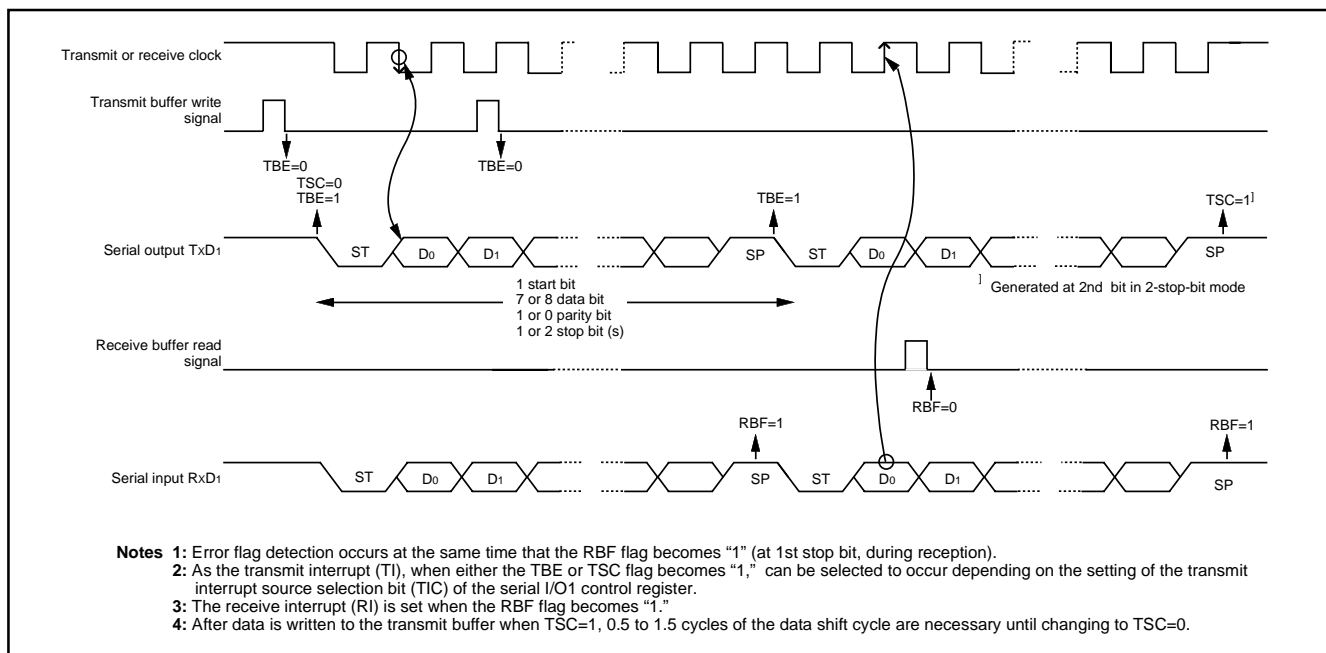 Transmit or receive clock
Transmit buffer write
signal
TBE=0
TBE=0
TSC=0
TBE=1
TBE=1
TSC=1]
Serial output TxD1
ST
D0
D1
SP
ST
D0
D1
SP
1 start bit
7 or 8 data bit
1 or 0 parity bit
1 or 2 stop bit (s)
] Generated at 2nd bit in 2-stop-bit mode
Receive buffer read
signal
RBF=0
RBF=1
RBF=1
Serial input RxD1
ST
D0
D1
SP
ST
D0
D1
SP
Notes 1: Error flag detection occurs at the same time that the RBF flag becomes “1” (at 1st stop bit, during reception).
2: As the transmit interrupt (TI), when either the TBE or TSC flag becomes “1,” can be selected to occur depending on the setting of the transmit
interrupt source selection bit (TIC) of the serial I/O1 control register.
3: The receive interrupt (RI) is set when the RBF flag becomes “1.”
4: After data is written to the transmit buffer when TSC=1, 0.5 to 1.5 cycles of the data shift cycle are necessary until changing to TSC=0.